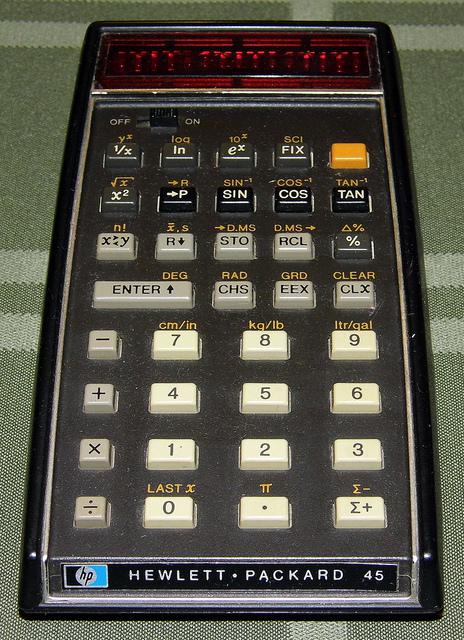 OFF ON
yˣ log 10ˣ SCI
1/x ln eˣ FIX
√x →R SIN⁻¹ COS⁻¹ TAN⁻¹
x² →P SIN COS TAN
n! x̄,s →D.MS D.MS→ Δ%
x⇄y R↓ STO RCL %
DEG RAD GRD CLEAR
ENTER↑ CHS EEX CLX
cm/in kg/lb ltr/gal
− 7 8 9
+ 4 5 6
× 1 2 3
LAST X π Σ−
÷ 0 · Σ+
hp HEWLETT·PACKARD 45